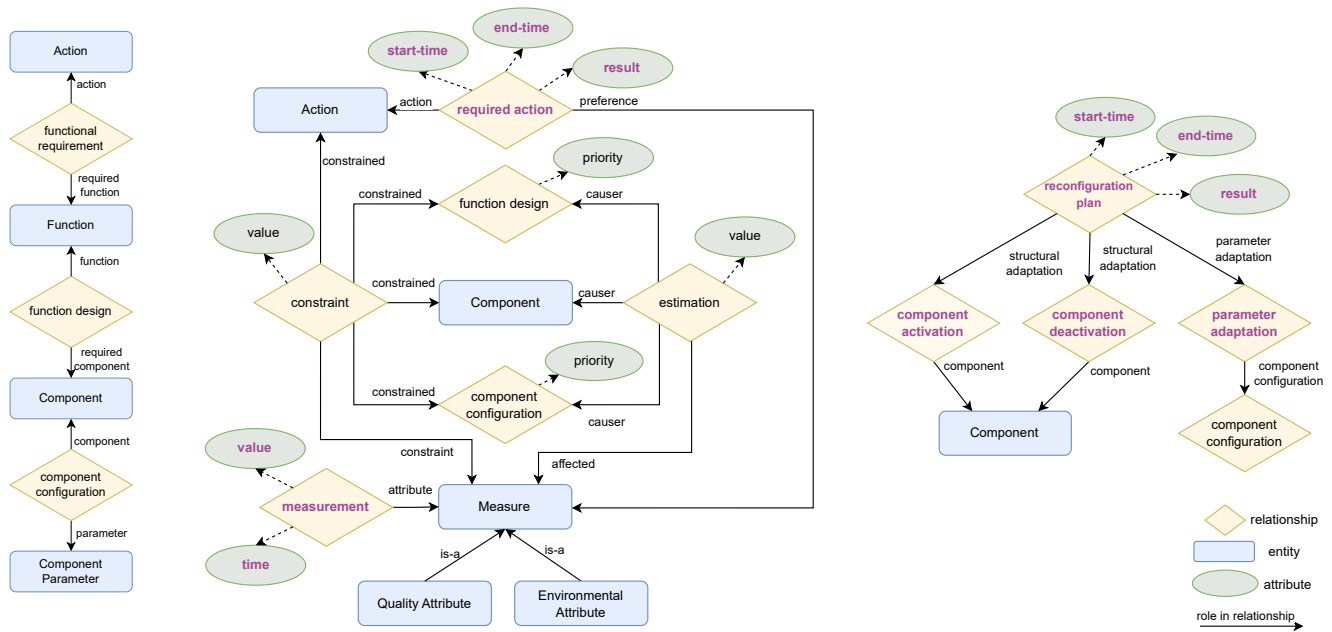 Action
action
functional
requirement
required
function
Function
function
function design
required
component
Component
component
component
configuration
parameter
Component
Parameter
end-time
start-time
result
Action
action
required action
preference
constrained
priority
constrained
function design
causer
value
value
constraint
constrained
Component
causer
estimation
priority
constrained
component
configuration
causer
value
constraint
affected
measurement
attribute
Measure
time
is-a
is-a
Quality Attribute
Environmental
Attribute
start-time
end-time
reconfiguration
plan
result
structural
adaptation
structural
adaptation
parameter
adaptation
component
activation
component
deactivation
parameter
adaptation
component
component
component
configuration
Component
component
configuration
relationship
entity
attribute
role in relationship